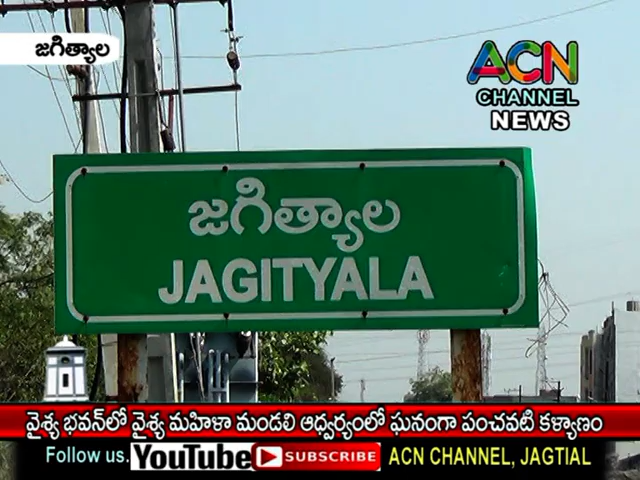 జగిత్యాల
ACN
CHANNEL
NEWS
జగిత్యాల
JAGITYALA
వైశ్య భవన్‌లో వైశ్య మహిళా మండలి ఆధ్వర్యంలో ఘనంగా పంచవటి కళ్యాణం
Follow us. YouTube SUBSCRIBE ACN CHANNEL, JAGTIAL